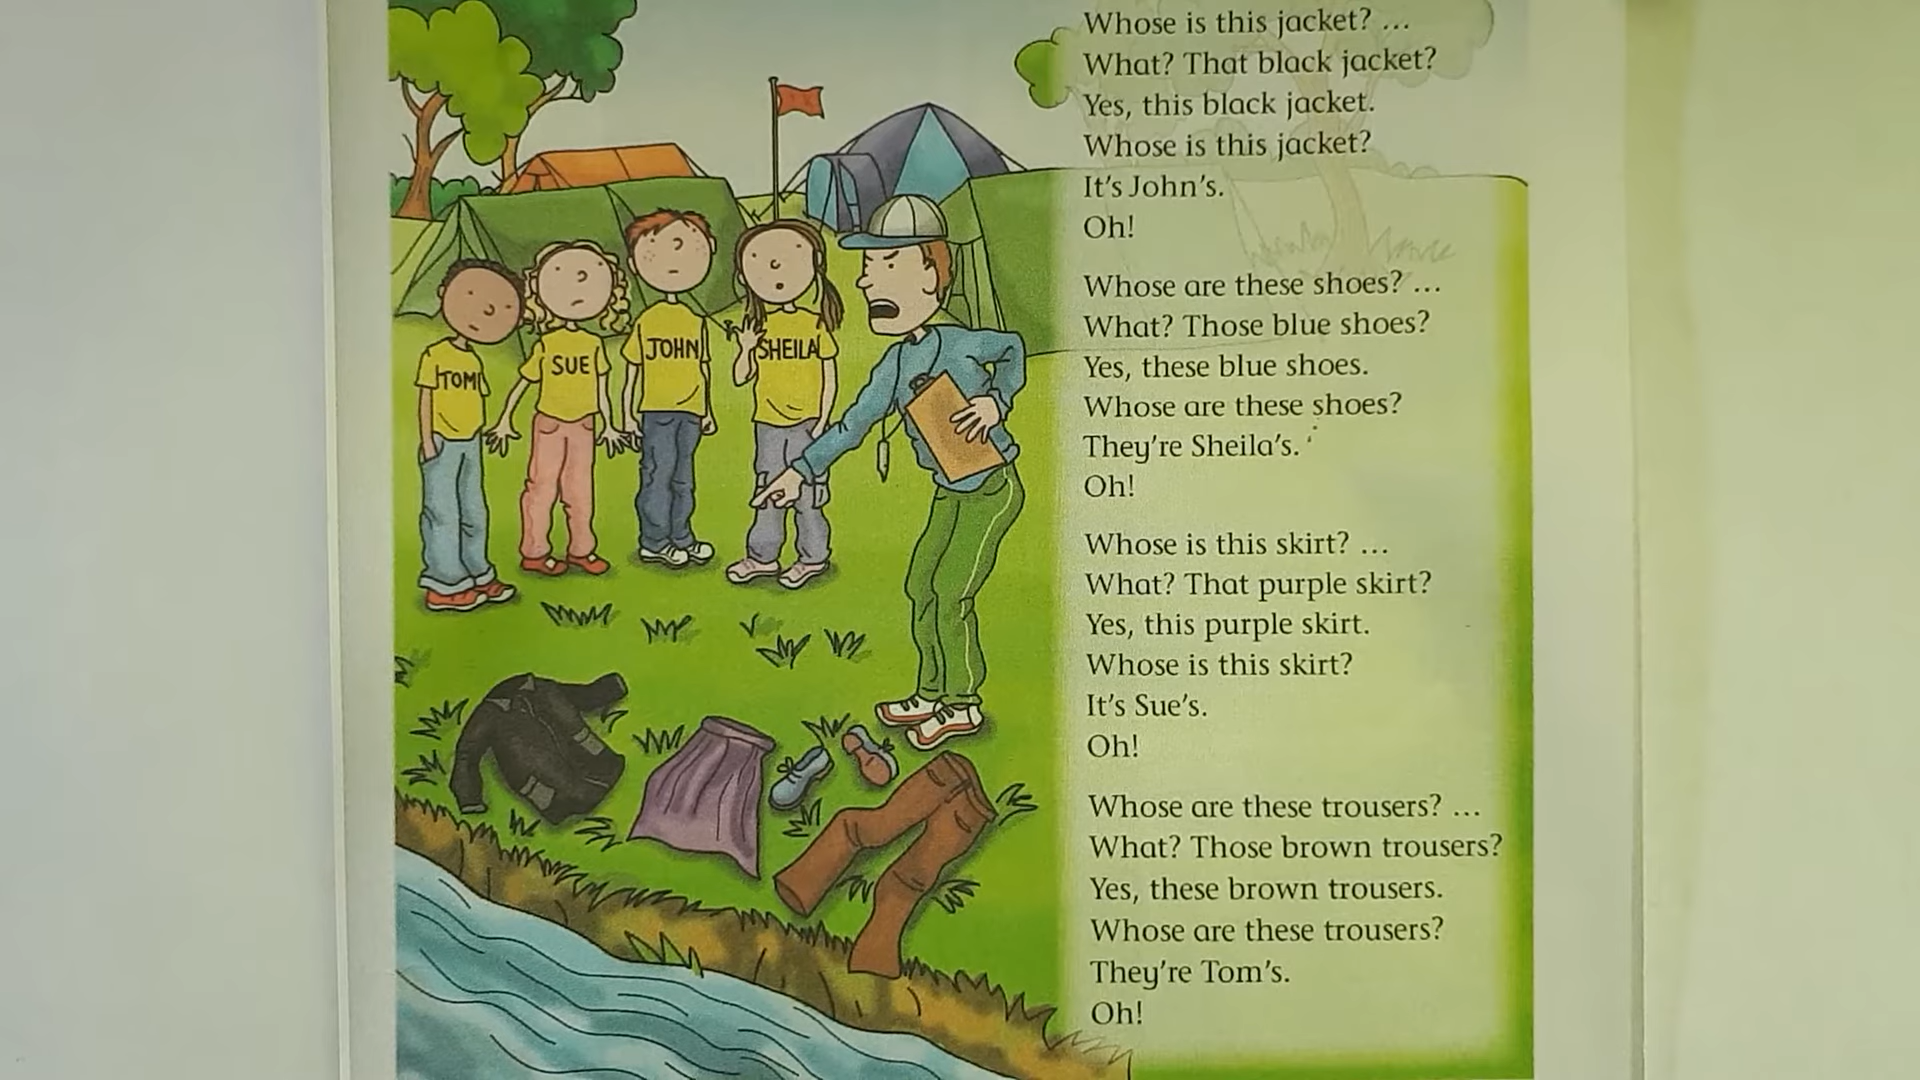 Whose is this jacket? ...
What? That black jacket?
Yes, this black jacket.
Whose is this jacket?
It's John's.
Oh!
Whose are these shoes? ...
What? Those blue shoes?
Yes, these blue shoes.
Whose are these shoes?
They're Sheila's.
Oh!
Whose is this skirt? ...
What? That purple skirt?
Yes, this purple skirt.
Whose is this skirt?
It's Sue's.
Oh!
Whose are these trousers? ...
What? Those brown trousers?
Yes, these brown trousers.
Whose are these trousers?
They're Tom's.
Oh!
TOM
SUE
JOHN
SHEILA